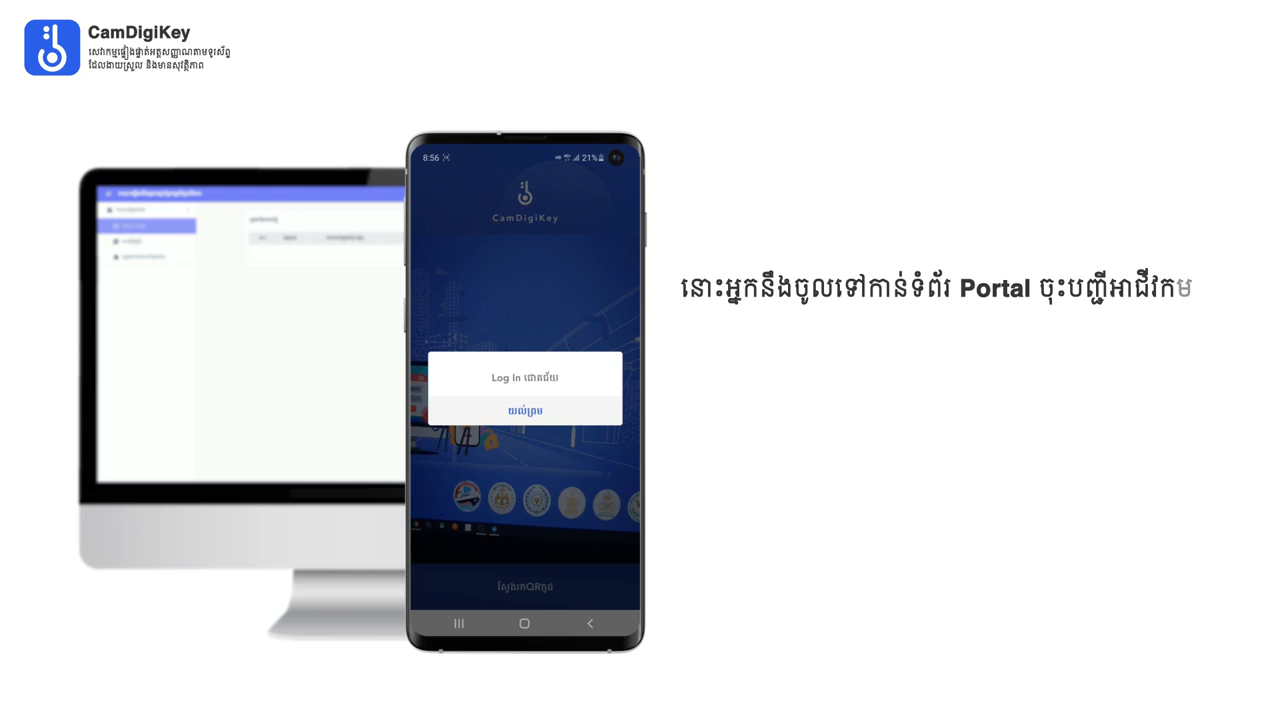 CamDigiKey
សេវាកម្មផ្ទៀងផ្ទាត់អត្តសញ្ញាណតាមទូរស័ព្ទ
ដែលងាយស្រួល និងមានសុវត្ថិភាព
8:56
21%
CamDigiKey
នោះអ្នកនឹងចូលទៅកាន់ទំព័រ Portal ចុះបញ្ជីអាជីវកម
Log In ជោគជ័យ
យល់ព្រម
ស្វែងរកQRកូដ